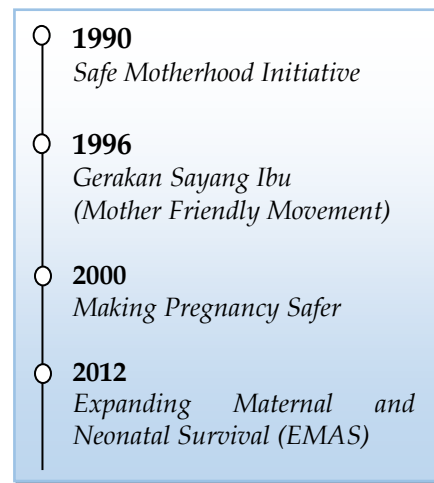 1990
Safe Motherhood Initiative
1996
Gerakan Sayang Ibu
(Mother Friendly Movement)
2000
Making Pregnancy Safer
2012
Expanding Maternal and
Neonatal Survival (EMAS)